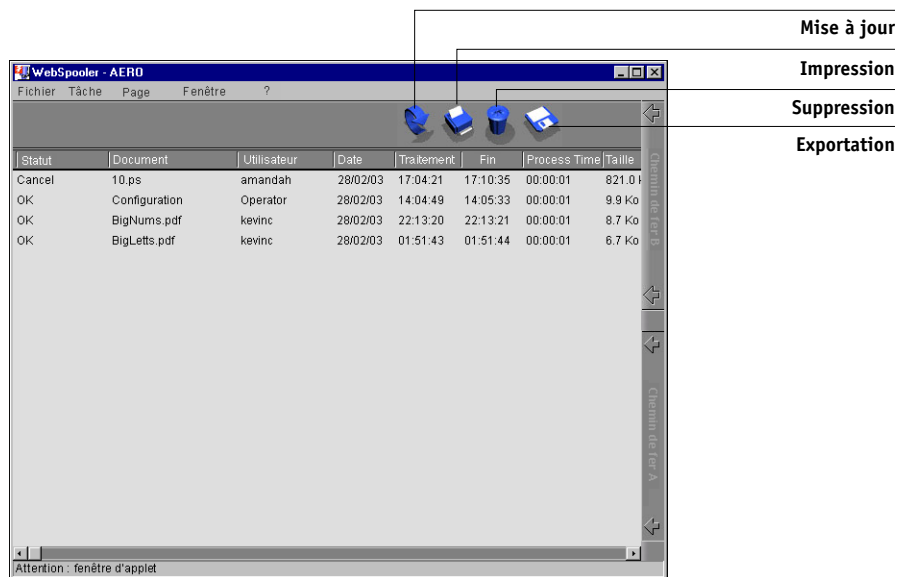 Mise à jour
Impression
Suppression
Exportation
WebSpooler - AERO
Fichier Tâche Page Fenêtre ?
Statut Document Utilisateur Date Traitement Fin Process Time Taille
Cancel 10.ps amandah 28/02/03 17:04:21 17:10:35 00:00:01 821.0
OK Configuration Operator 28/02/03 14:04:49 14:05:33 00:00:01 9.9 Ko
OK BigNums.pdf kevinc 28/02/03 22:13:20 22:13:21 00:00:01 8.7 Ko
OK BigLetts.pdf kevinc 28/02/03 01:51:43 01:51:44 00:00:01 6.7 Ko
Chemin de fer B
Chemin de fer A
Attention : fenêtre d'applet